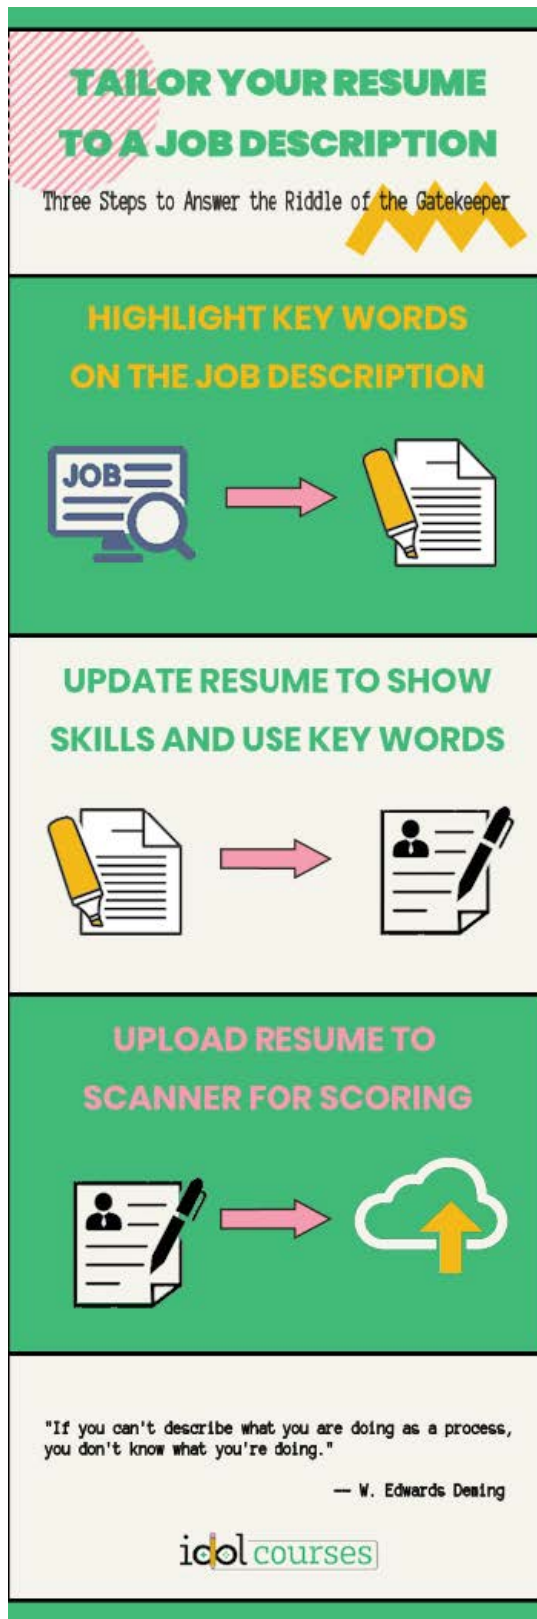 TAILOR YOUR RESUME
TO A JOB DESCRIPTION
Three Steps to Answer the Riddle of the Gatekeeper
HIGHLIGHT KEY WORDS
ON THE JOB DESCRIPTION
JOB
UPDATE RESUME TO SHOW
SKILLS AND USE KEY WORDS
UPLOAD RESUME TO
SCANNER FOR SCORING
"If you can't describe what you are doing as a process,
you don't know what you're doing."
-- W. Edwards Deming
idol courses